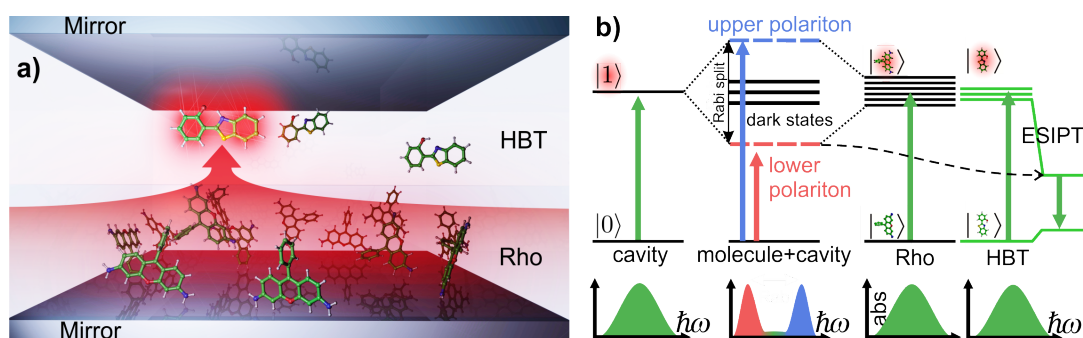 Mirror
a)
HBT
Rho
Mirror
b)
upper polariton
|1⟩
Rabi split
dark states
ESIPT
lower
polariton
|0⟩
cavity
molecule+cavity
Rho
HBT
ħω
ħω
abs
ħω
ħω